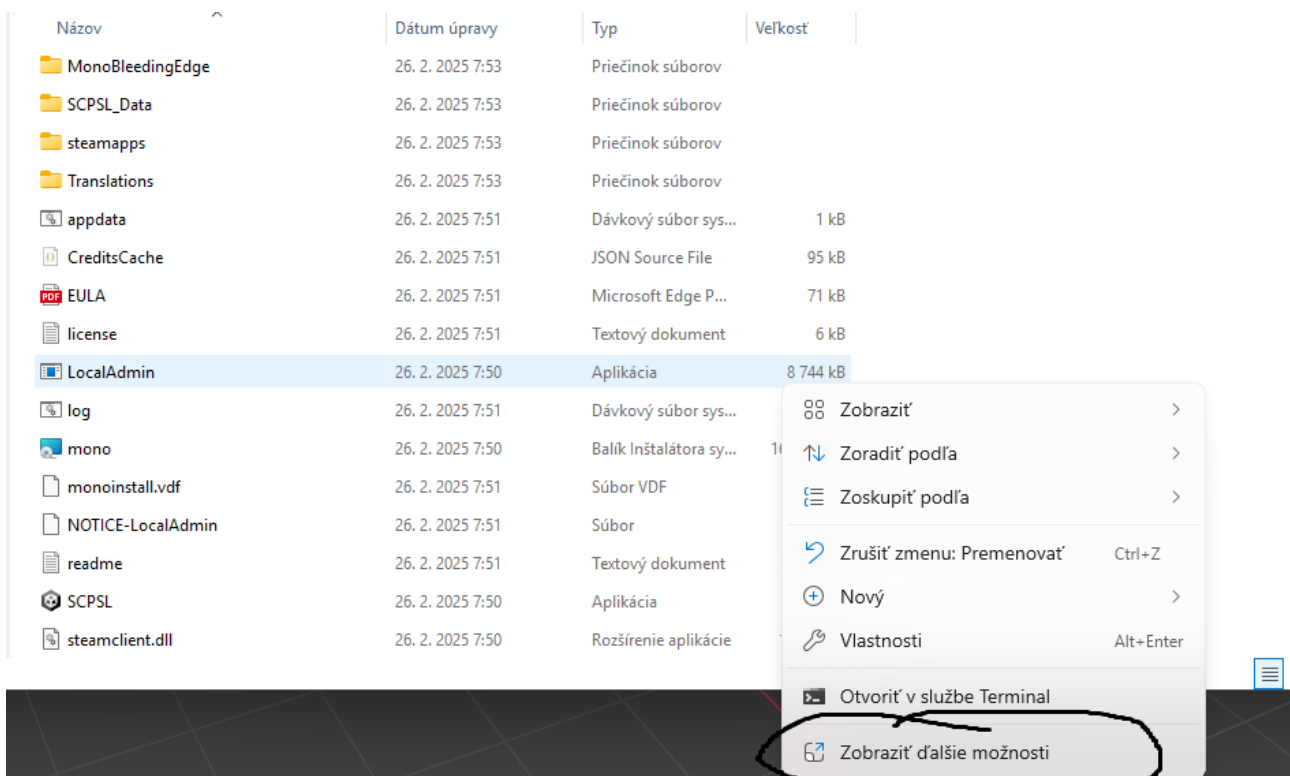 Názov Dátum úpravy Typ Veľkosť
MonoBleedingEdge 26. 2. 2025 7:53 Priečinok súborov
SCPSL_Data 26. 2. 2025 7:53 Priečinok súborov
steamapps 26. 2. 2025 7:53 Priečinok súborov
Translations 26. 2. 2025 7:53 Priečinok súborov
appdata 26. 2. 2025 7:51 Dávkový súbor sys... 1 kB
CreditsCache 26. 2. 2025 7:51 JSON Source File 95 kB
PDF EULA 26. 2. 2025 7:51 Microsoft Edge P... 71 kB
license 26. 2. 2025 7:51 Textový dokument 6 kB
LocalAdmin 26. 2. 2025 7:50 Aplikácia 8 744 kB
log 26. 2. 2025 7:51 Dávkový súbor sys...
mono 26. 2. 2025 7:50 Balík Inštalátora sy...
monoinstall.vdf 26. 2. 2025 7:51 Súbor VDF
NOTICE-LocalAdmin 26. 2. 2025 7:51 Súbor
readme 26. 2. 2025 7:51 Textový dokument
SCPSL 26. 2. 2025 7:50 Aplikácia
steamclient.dll 26. 2. 2025 7:50 Rozšírenie aplikácie
Zobraziť
Zoradiť podľa
Zoskupiť podľa
Zrušiť zmenu: Premenovať Ctrl+Z
Nový
Vlastnosti Alt+Enter
Otvoriť v službe Terminal
Zobraziť ďalšie možnosti